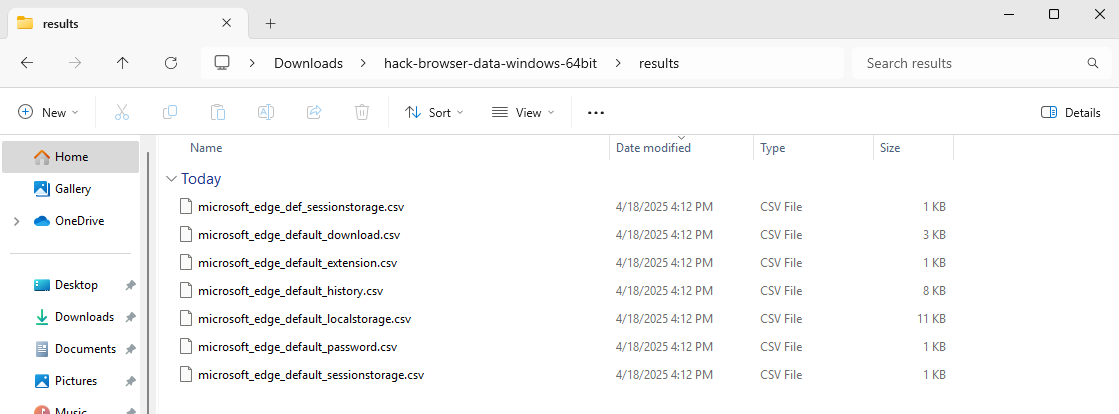 results
Downloads hack-browser-data-windows-64bit results Search results
New Sort View Details
Name Date modified Type Size
Home
Gallery
OneDrive
Desktop
Downloads
Documents
Pictures
Music
Today
microsoft_edge_def_sessionstorage.csv 4/18/2025 4:12 PM CSV File 1 KB
microsoft_edge_default_download.csv 4/18/2025 4:12 PM CSV File 3 KB
microsoft_edge_default_extension.csv 4/18/2025 4:12 PM CSV File 1 KB
microsoft_edge_default_history.csv 4/18/2025 4:12 PM CSV File 8 KB
microsoft_edge_default_localstorage.csv 4/18/2025 4:12 PM CSV File 11 KB
microsoft_edge_default_password.csv 4/18/2025 4:12 PM CSV File 1 KB
microsoft_edge_default_sessionstorage.csv 4/18/2025 4:12 PM CSV File 1 KB